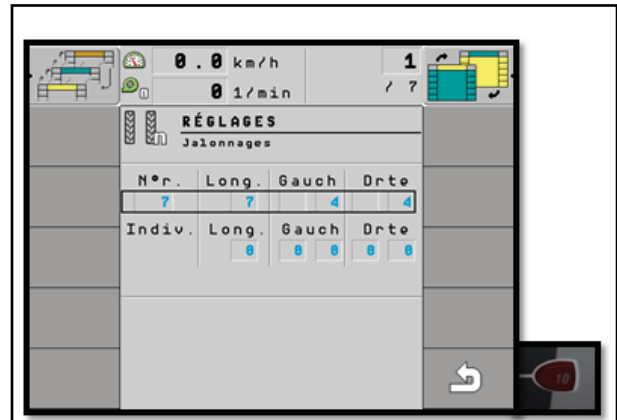 0.0 km/h
1
0 1/min
/ 7
RÉGLAGES
Jalonnages
N°r. Long. Gauch Drte
7 7 4 4
Indiv. Long. Gauch Drte
0 0 0 0 0
10